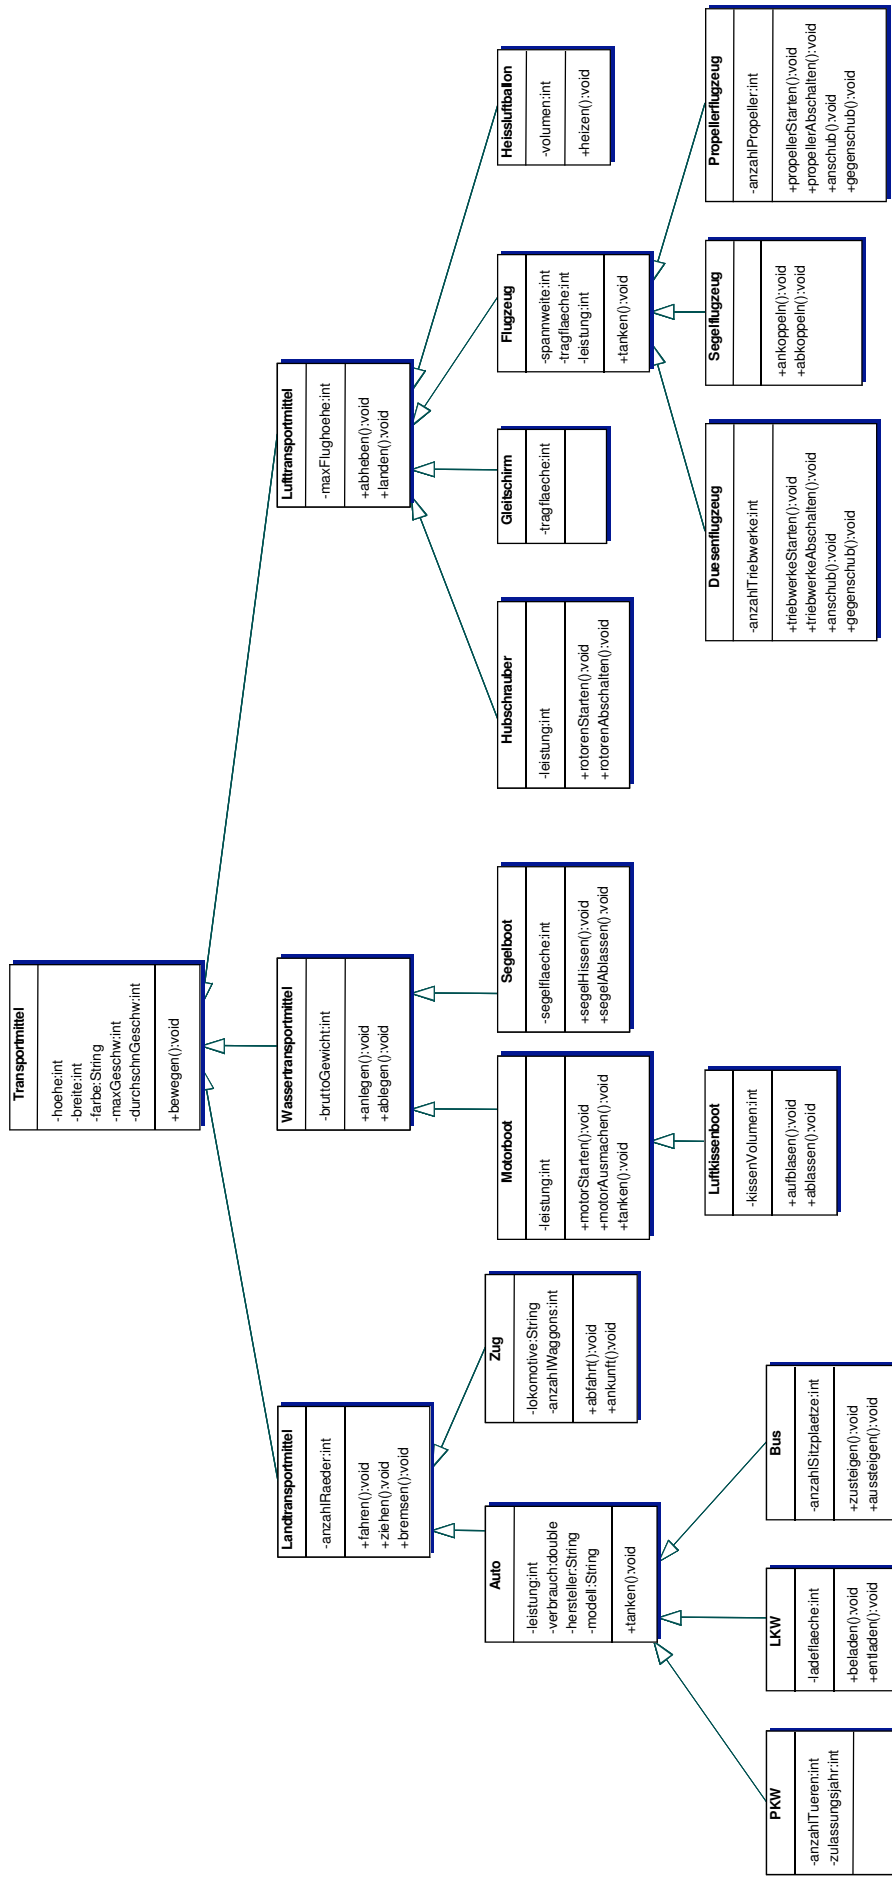 Transportmittel
-hoehe:int
-breite:int
-farbe:String
-maxGeschw:int
-durchschnGeschw:int
+bewegen():void
Landtransportmittel
-anzahlRaeder:int
+fahren():void
+ziehen():void
+bremsen():void
Wassertransportmittel
-bruttoGewicht:int
+anlegen():void
+ablegen():void
Lufttransportmittel
-maxFlughoehe:int
+abheben():void
+landen():void
Auto
-leistung:int
-verbrauch:double
-hersteller:String
-modell:String
+tanken():void
Zug
-lokomotive:String
-anzahlWaggons:int
+abfahrt():void
+ankunft():void
Motorboot
-leistung:int
+motorStarten():void
+motorAusmachen():void
+tanken():void
Segelboot
-segelflaeche:int
+segelHissen():void
+segelAblassen():void
Hubschrauber
-leistung:int
+rotorenStarten():void
+rotorenAbschalten():void
Gleitschirm
-tragflaeche:int
Flugzeug
-spannweite:int
-tragflaeche:int
-leistung:int
+tanken():void
Heissluftballon
-volumen:int
+heizen():void
PKW
-anzahlTueren:int
-zulassungsjahr:int
LKW
-ladeflaeche:int
+beladen():void
+entladen():void
Bus
-anzahlSitzplaetze:int
+zusteigen():void
+aussteigen():void
Luftkissenboot
-kissenVolumen:int
+aufblasen():void
+ablassen():void
Duesenflugzeug
-anzahlTriebwerke:int
+triebwerkeStarten():void
+triebwerkeAbschalten():void
+anschub():void
+gegenschub():void
Segelflugzeug
+ankoppeln():void
+abkoppeln():void
Propellerflugzeug
-anzahlPropeller:int
+propellerStarten():void
+propellerAbschalten():void
+anschub():void
+gegenschub():void